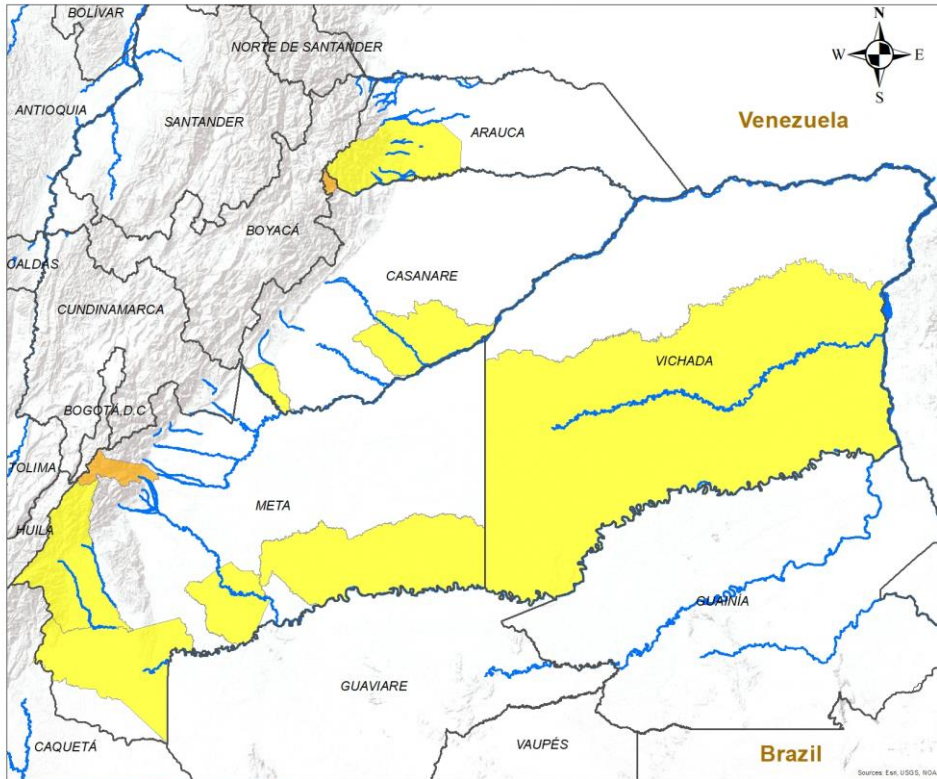 BOLÍVAR
N
NORTE DE SANTANDER
W
E
S
ANTIOQUIA
SANTANDER
ARAUCA
Venezuela
BOYACÁ
CALDAS
CASANARE
CUNDINAMARCA
VICHADA
BOGOTÁ,D.C
TOLIMA
META
HUILA
GUAINÍA
GUAVIARE
CAQUETÁ
VAUPÉS
Brazil
Sources: Esri, USGS, NOA